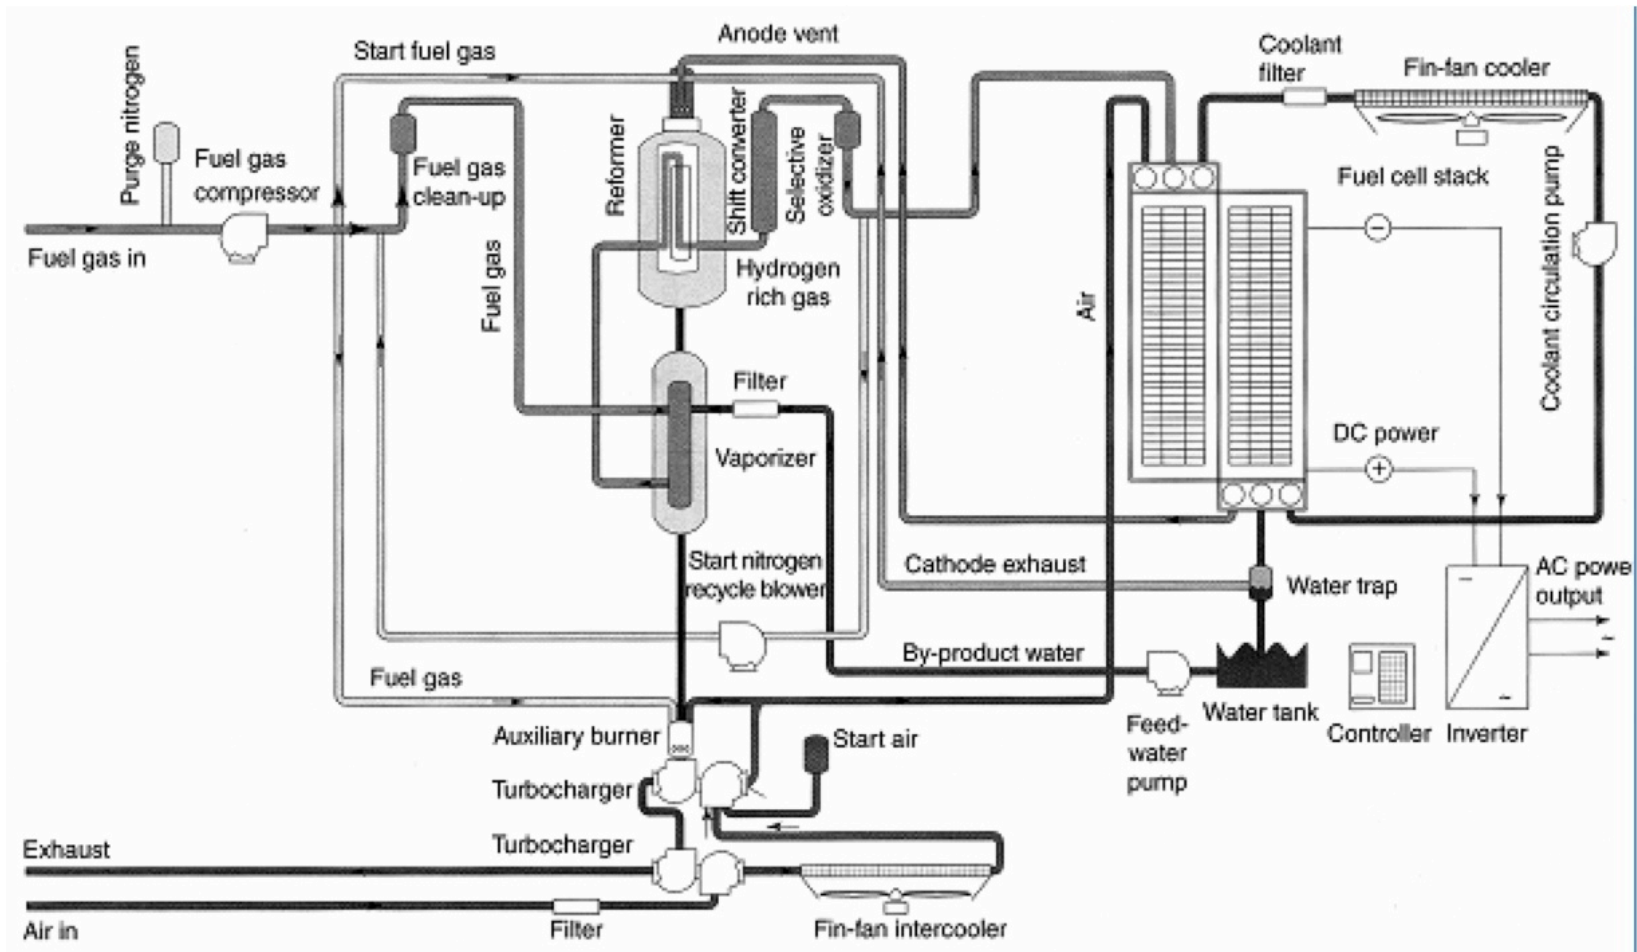 Anode vent
Start fuel gas
Coolant
filter
Fin-fan cooler
Purge nitrogen
Fuel gas
compressor
Fuel gas
clean-up
Reformer
Shift converter
Selective
oxidizer
Fuel cell stack
Coolant circulation pump
Fuel gas in
Fuel gas
Hydrogen
rich gas
Air
−
Filter
Vaporizer
DC power
+
Start nitrogen
recycle blower
Cathode exhaust
Water trap
AC powe
output
~
By-product water
Fuel gas
Water tank
Feed-
water
pump
Controller
Inverter
−
~
Auxiliary burner
Start air
Turbocharger
Turbocharger
Exhaust
Air in
Filter
Fin-fan intercooler